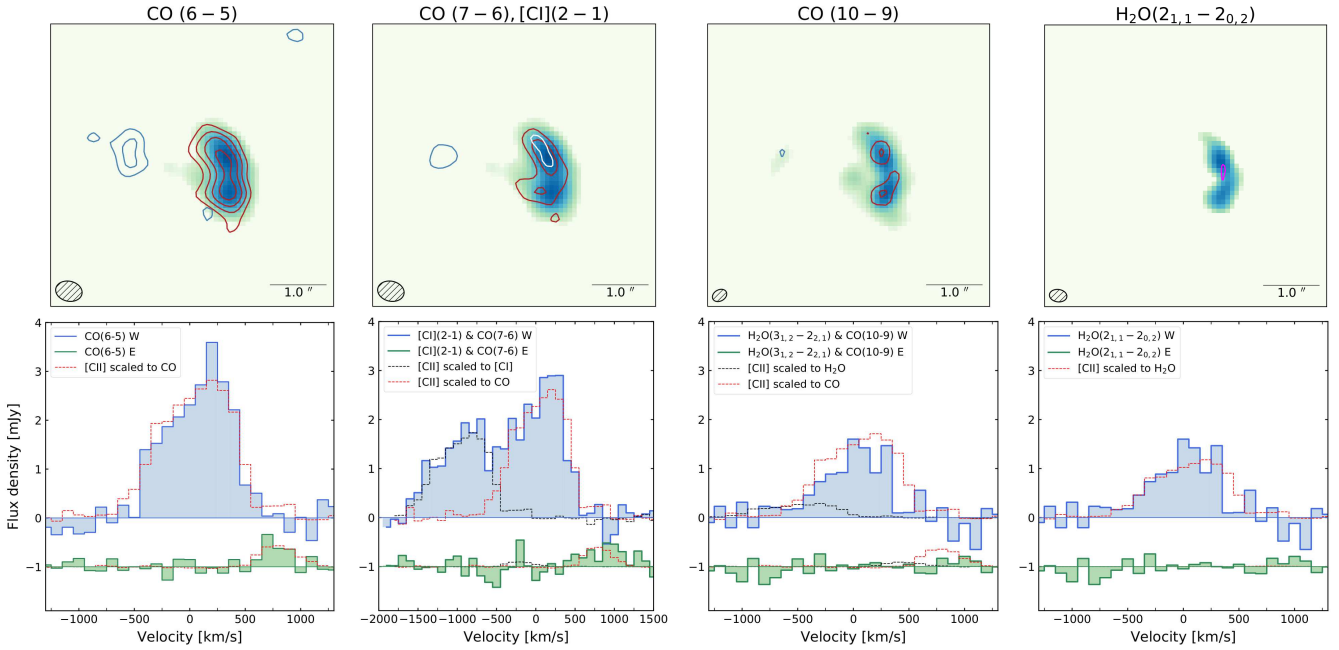 CO (6 − 5)
CO (7 − 6), [CI](2 − 1)
CO (10 − 9)
H₂O(2₁,₁ − 2₀,₂)
1.0 ″
1.0 ″
1.0 ″
1.0 ″
Flux density [mJy]
4
3
2
1
0
−1
CO(6-5) W
CO(6-5) E
[CII] scaled to CO
−1000 −500 0 500 1000
Velocity [km/s]
4
3
2
1
0
−1
[CI](2-1) & CO(7-6) W
[CI](2-1) & CO(7-6) E
[CII] scaled to [CI]
[CII] scaled to CO
−2000 −1500 −1000 −500 0 500 1000 1500
Velocity [km/s]
4
3
2
1
0
−1
H₂O(3₁,₂ − 2₂,₁) & CO(10-9) W
H₂O(3₁,₂ − 2₂,₁) & CO(10-9) E
[CII] scaled to H₂O
[CII] scaled to CO
−1000 −500 0 500 1000
Velocity [km/s]
4
3
2
1
0
−1
H₂O(2₁,₁ − 2₀,₂) W
H₂O(2₁,₁ − 2₀,₂) E
[CII] scaled to H₂O
−1000 −500 0 500 1000
Velocity [km/s]